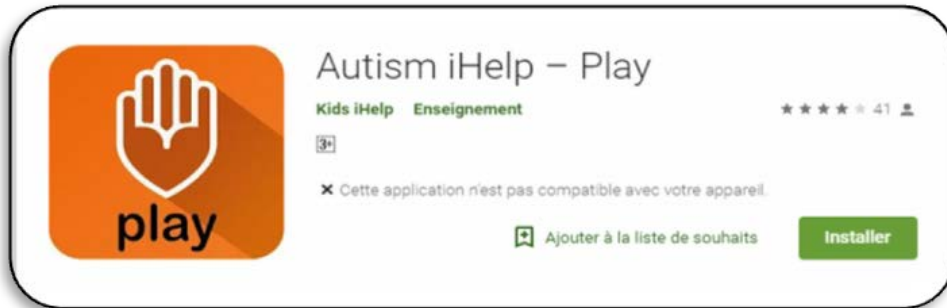 play
Autism iHelp – Play
Kids iHelp Enseignement
41
3+
Cette application n'est pas compatible avec votre appareil.
Ajouter à la liste de souhaits
Installer